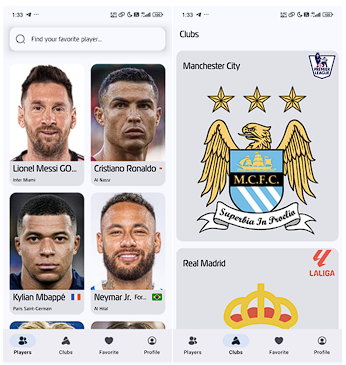 1:33
Find your favorite player...
Lionel Messi GO...
Inter Miami
Cristiano Ronaldo
Al Nassr
Kylian Mbappé
Paris Saint-Germain
Neymar Jr. For...
Al Hilal
Players
Clubs
Favorite
Profile
1:33
Clubs
Manchester City
PREMIER
LEAGUE
M.C.F.C.
Superbia In Proelio
Real Madrid
LALIGA
Players
Clubs
Favorite
Profile